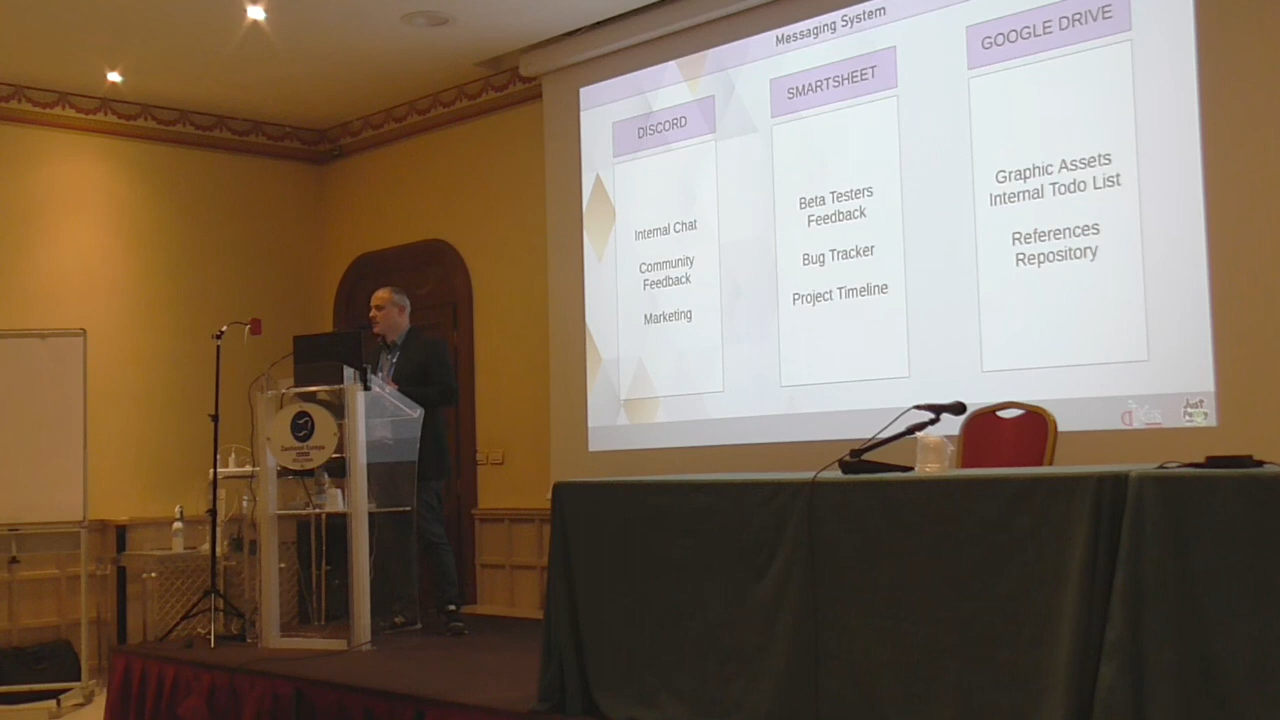 Messaging System
DISCORD
Internal Chat
Community
Feedback
Marketing
SMARTSHEET
Beta Testers
Feedback
Bug Tracker
Project Timeline
GOOGLE DRIVE
Graphic Assets
Internal Todo List
References
Repository
Just